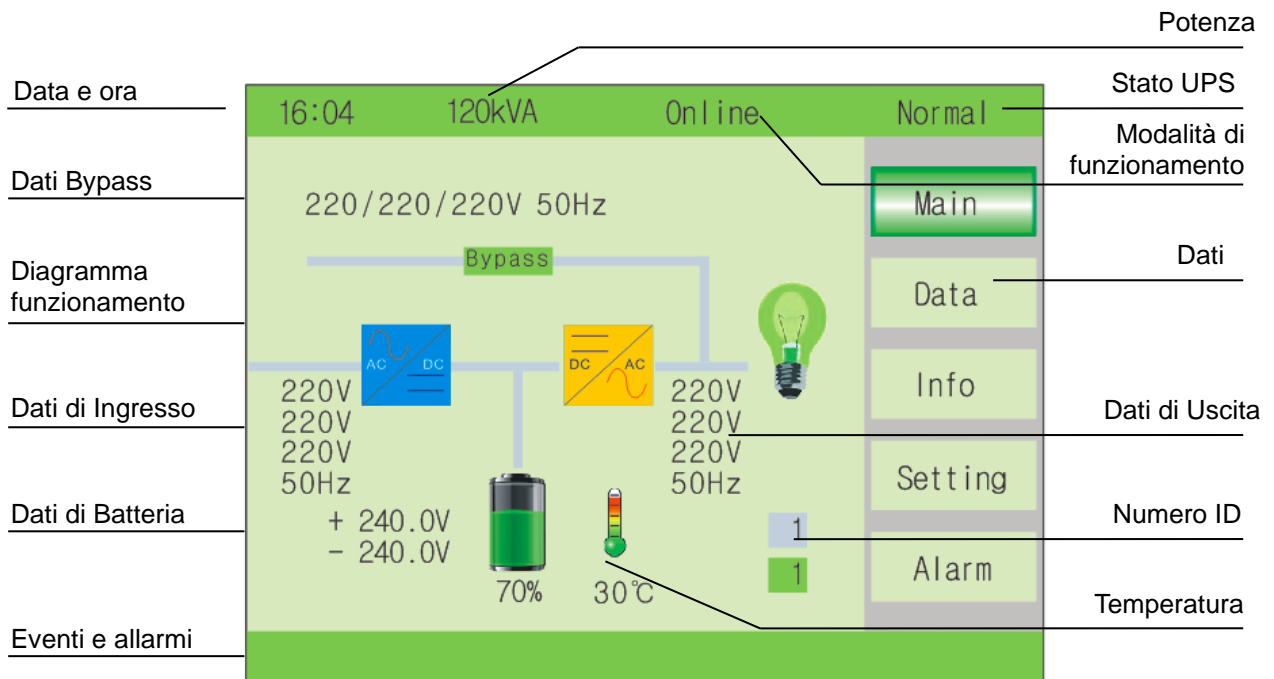 Potenza
Data e ora
Stato UPS
16:04 120kVA Online Normal
Modalità di
funzionamento
Dati Bypass
220/220/220V 50Hz
Main
Bypass
Dati
Diagramma
funzionamento
Data
AC DC
DC AC
Info
220V
220V
220V
50Hz
220V
220V
220V
50Hz
Dati di Ingresso
Dati di Uscita
Setting
Dati di Batteria
+ 240.0V
- 240.0V
70%
30℃
1
1
Numero ID
Alarm
Temperatura
Eventi e allarmi